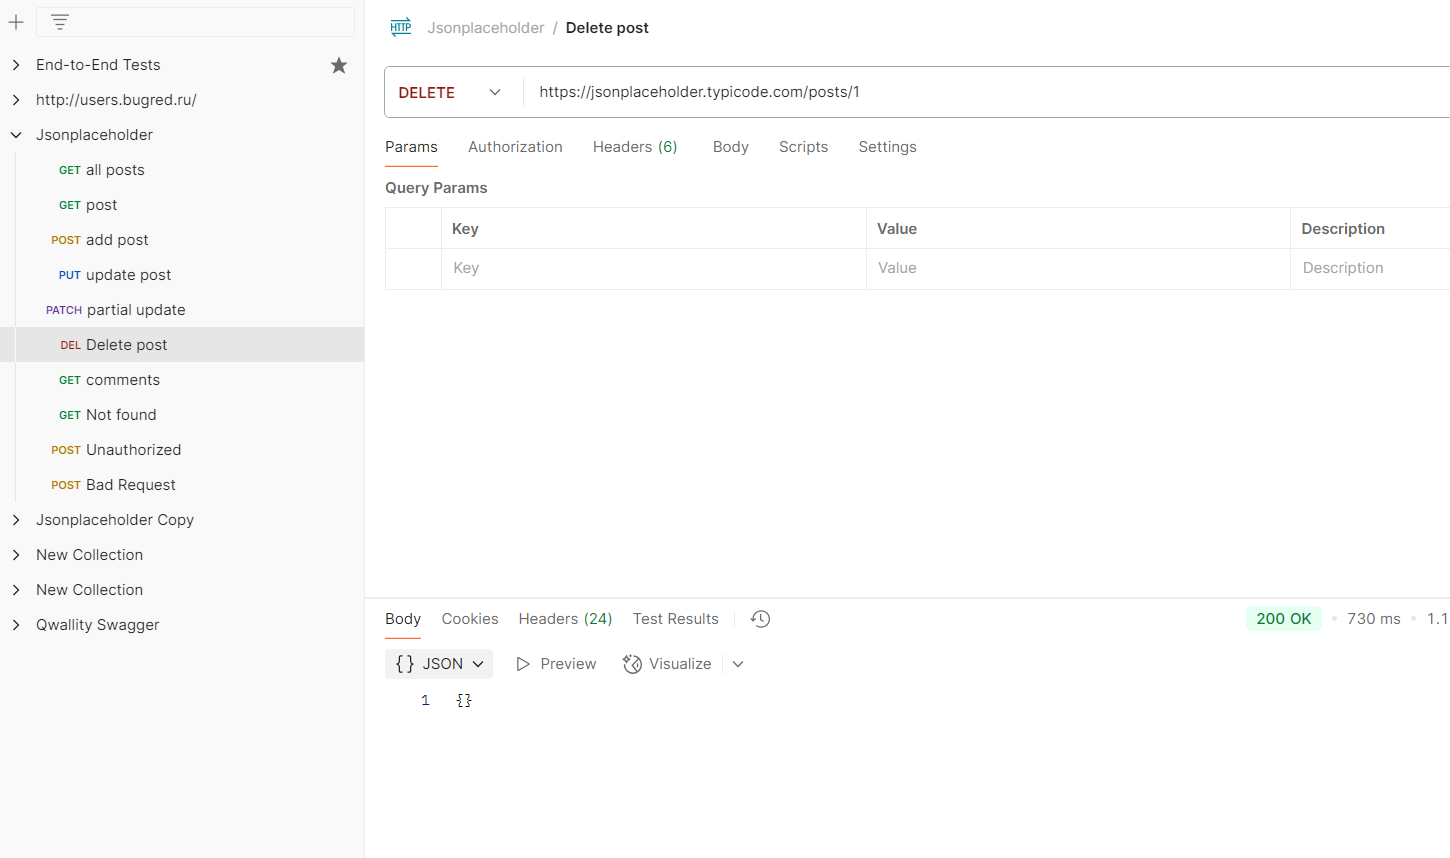 End-to-End Tests
http://users.bugred.ru/
Jsonplaceholder
GET all posts
GET post
POST add post
PUT update post
PATCH partial update
DEL Delete post
GET comments
GET Not found
POST Unauthorized
POST Bad Request
Jsonplaceholder Copy
New Collection
New Collection
Qwallity Swagger
HTTP Jsonplaceholder / Delete post
DELETE https://jsonplaceholder.typicode.com/posts/1
Params Authorization Headers (6) Body Scripts Settings
Query Params
Key Value Description
Key Value Description
Body Cookies Headers (24) Test Results 200 OK • 730 ms • 1.1
{} JSON Preview Visualize
1 {}